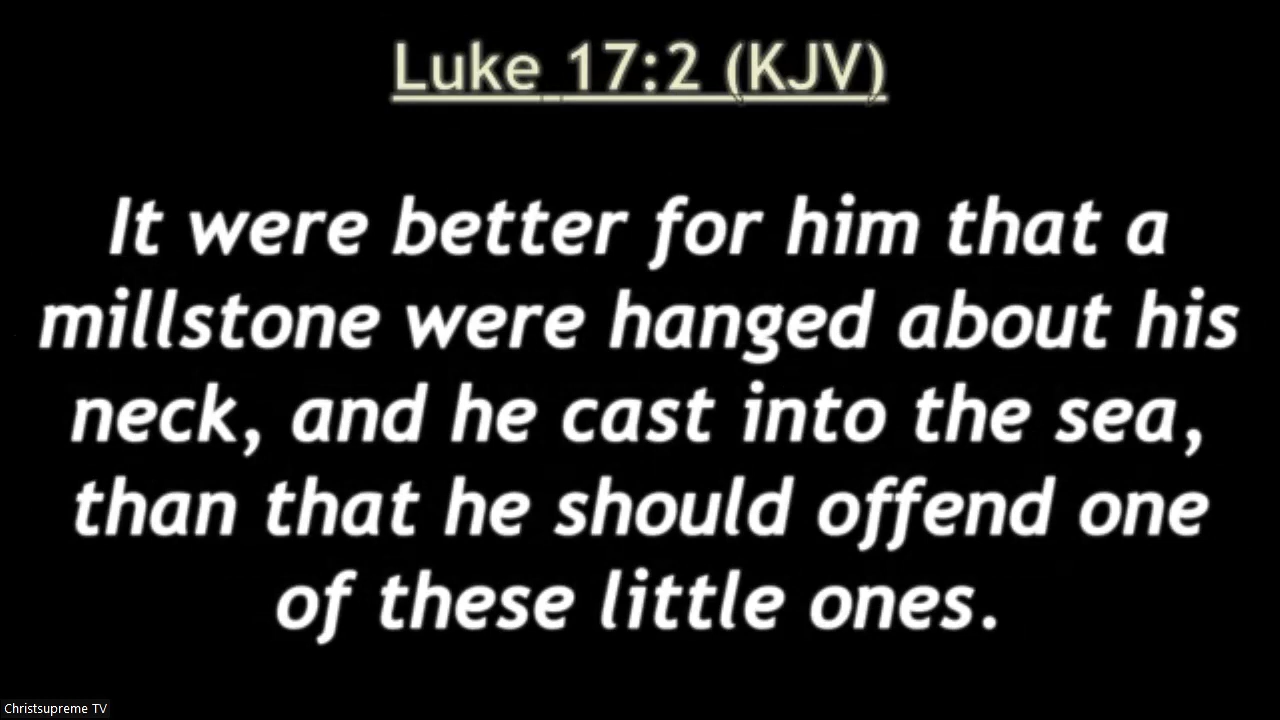 Luke 17:2 (KJV)
It were better for him that a
millstone were hanged about his
neck, and he cast into the sea,
than that he should offend one
of these little ones.
Christsupreme TV